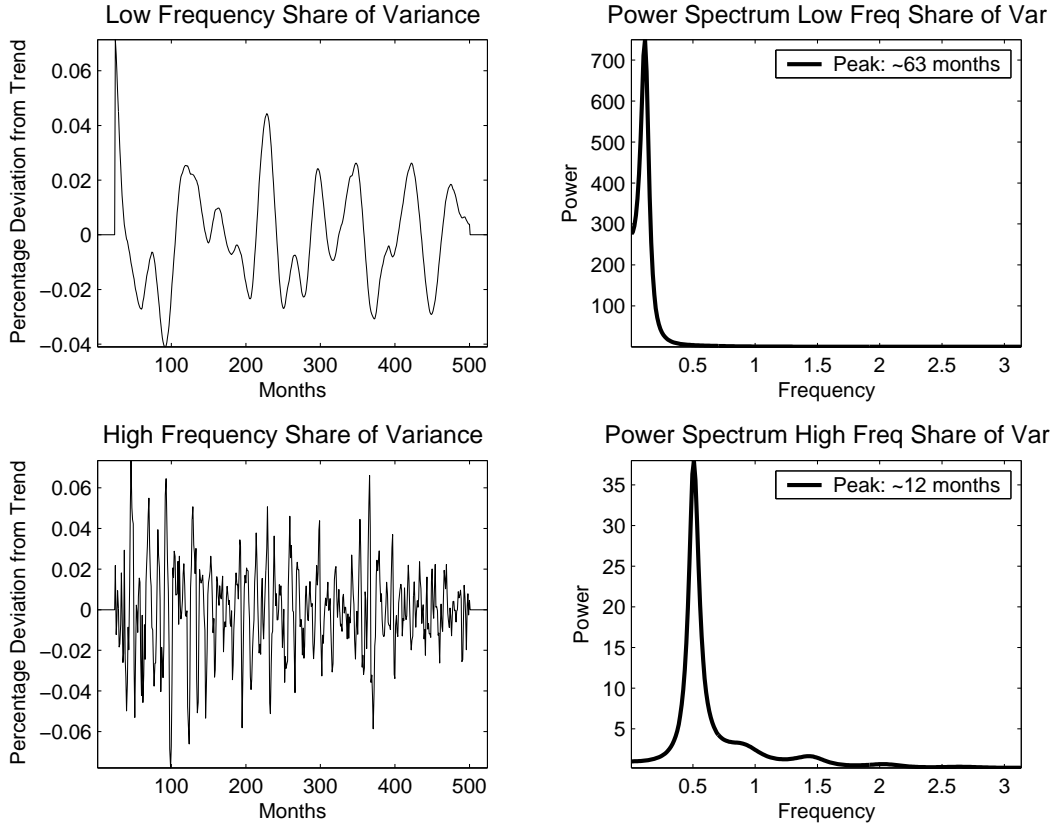 Low Frequency Share of Variance
Percentage Deviation from Trend
0.06
0.04
0.02
0
−0.02
−0.04
100 200 300 400 500
Months
Power Spectrum Low Freq Share of Var
Peak: ~63 months
Power
700
600
500
400
300
200
100
0.5 1 1.5 2 2.5 3
Frequency
High Frequency Share of Variance
Percentage Deviation from Trend
0.06
0.04
0.02
0
−0.02
−0.04
−0.06
100 200 300 400 500
Months
Power Spectrum High Freq Share of Var
Peak: ~12 months
Power
35
30
25
20
15
10
5
0.5 1 1.5 2 2.5 3
Frequency